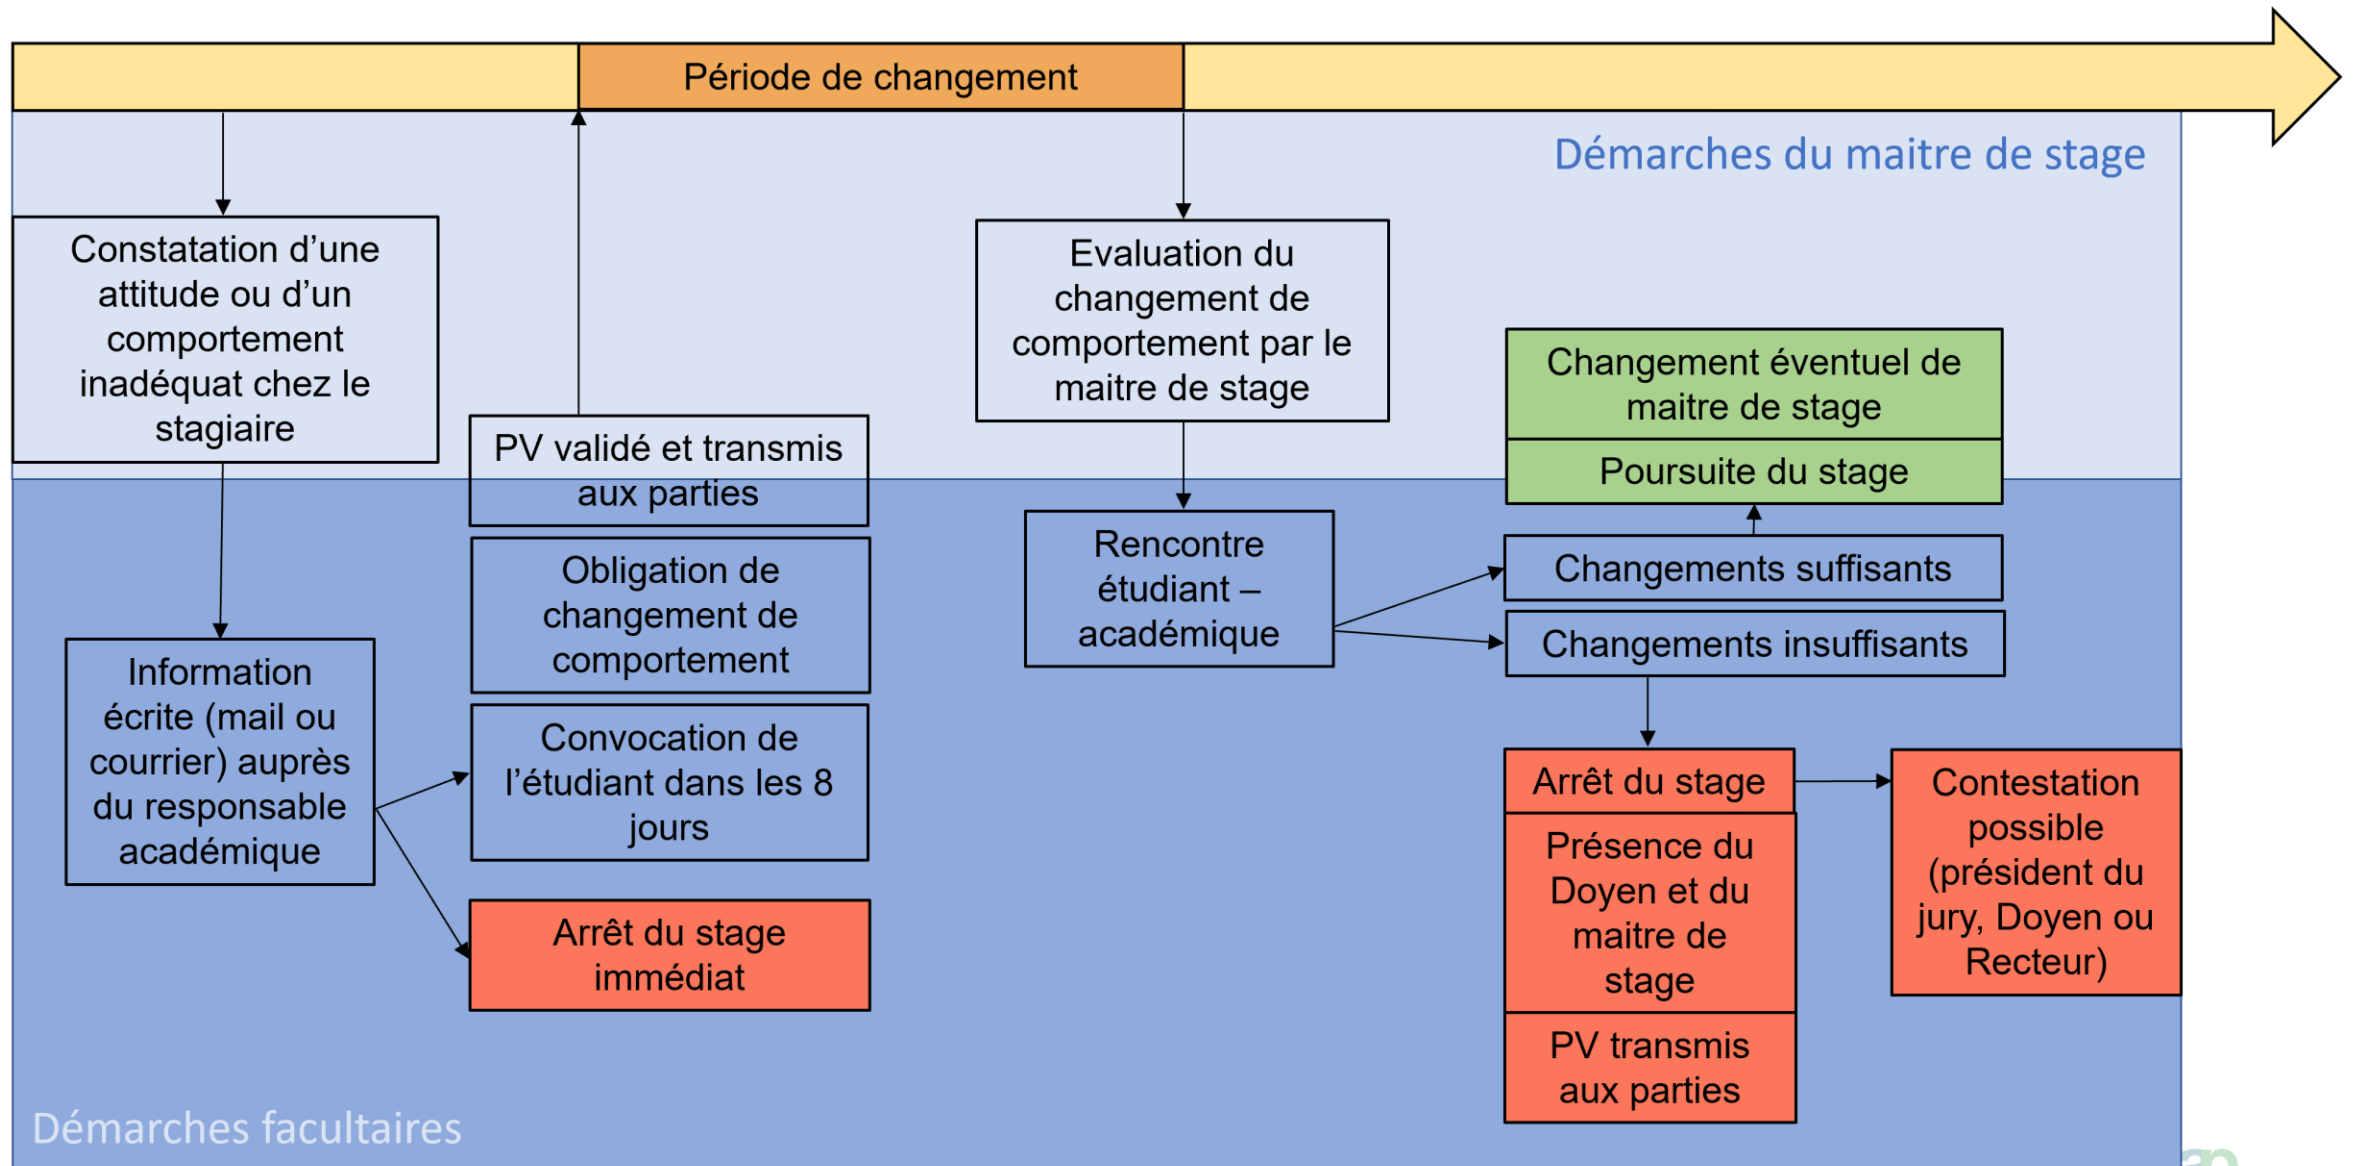 Période de changement
Démarches du maitre de stage
Constatation d’une
attitude ou d’un
comportement
inadéquat chez le
stagiaire
Information
écrite (mail ou
courrier) auprès
du responsable
académique
PV validé et transmis
aux parties
Obligation de
changement de
comportement
Convocation de
l’étudiant dans les 8
jours
Arrêt du stage
immédiat
Evaluation du
changement de
comportement par le
maitre de stage
Rencontre
étudiant –
académique
Changement éventuel de
maitre de stage
Poursuite du stage
Changements suffisants
Changements insuffisants
Arrêt du stage
Présence du
Doyen et du
maitre de
stage
PV transmis
aux parties
Contestation
possible
(président du
jury, Doyen ou
Recteur)
Démarches facultaires